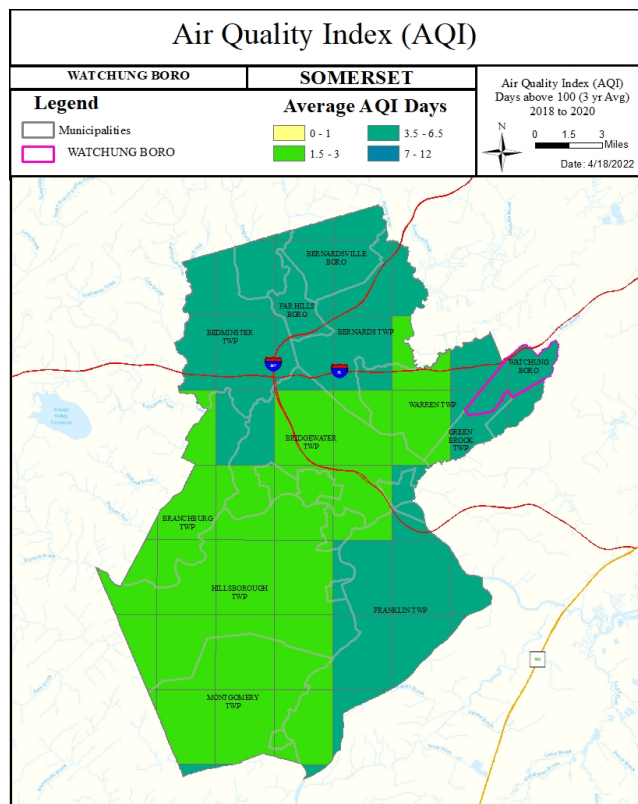 Air Quality Index (AQI)
WATCHUNG BORO
SOMERSET
Air Quality Index (AQI)
Days above 100 (3 yr Avg)
2018 to 2020
N
0 1.5 3
Miles
Date: 4/18/2022
Legend
Municipalities
WATCHUNG BORO
Average AQI Days
0 - 1
3.5 - 6.5
1.5 - 3
7 - 12
BERNARDSVILLE
BORO
FAR HILLS
BORO
BEDMINSTER
TWP
BERNARDS TWP
WATCHUNG
BORO
WARREN TWP
GREEN
BROOK
TWP
BRIDGEWATER
TWP
BRANCHBURG
TWP
HILLSBOROUGH
TWP
FRANKLIN TWP
MONTGOMERY
TWP